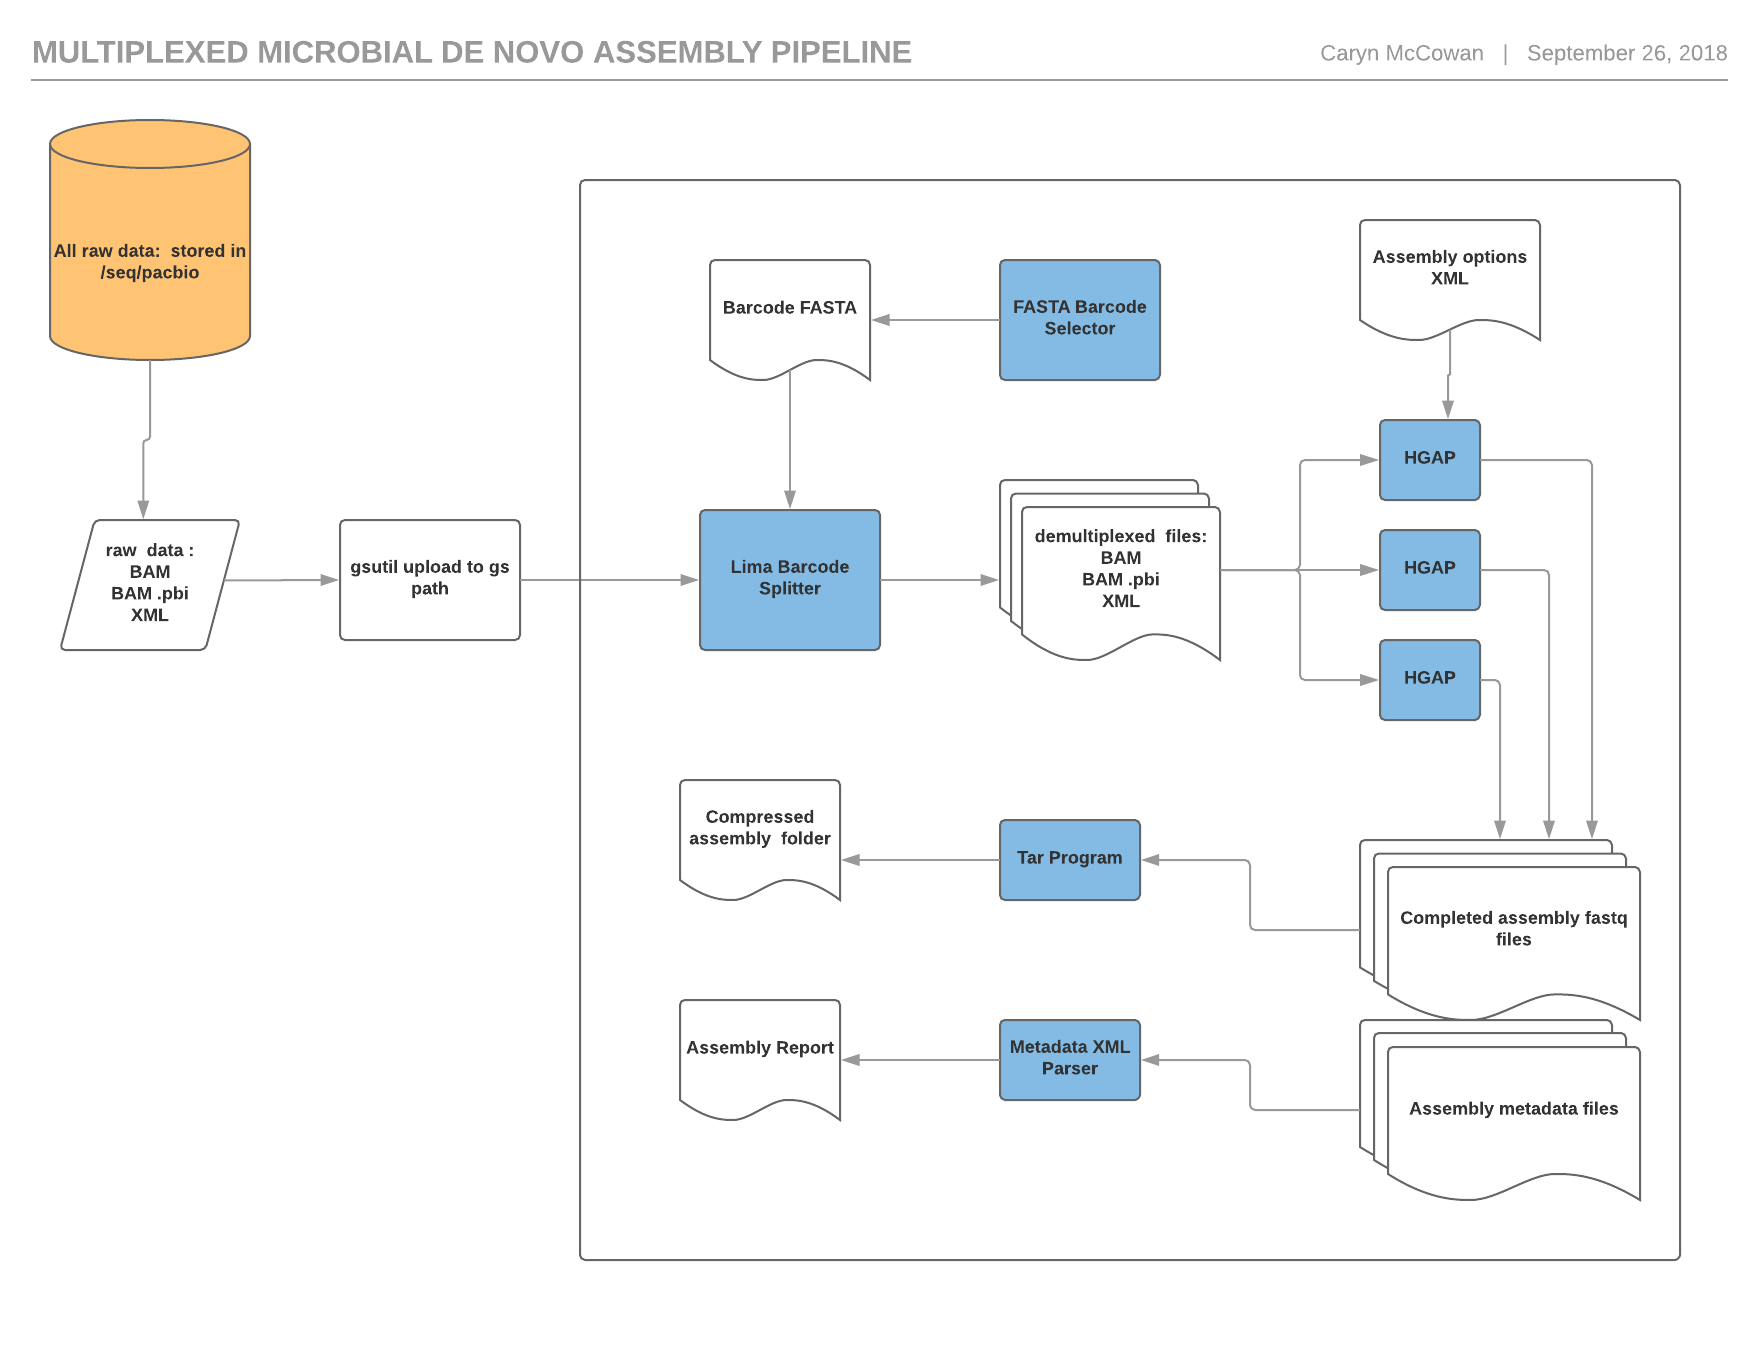 MULTIPLEXED MICROBIAL DE NOVO ASSEMBLY PIPELINE
Caryn McCowan | September 26, 2018
All raw data: stored in
/seq/pacbio
raw data :
BAM
BAM .pbi
XML
gsutil upload to gs
path
Barcode FASTA
FASTA Barcode
Selector
Assembly options
XML
Lima Barcode
Splitter
demultiplexed files:
BAM
BAM .pbi
XML
HGAP
HGAP
HGAP
Compressed
assembly folder
Tar Program
Completed assembly fastq
files
Assembly Report
Metadata XML
Parser
Assembly metadata files